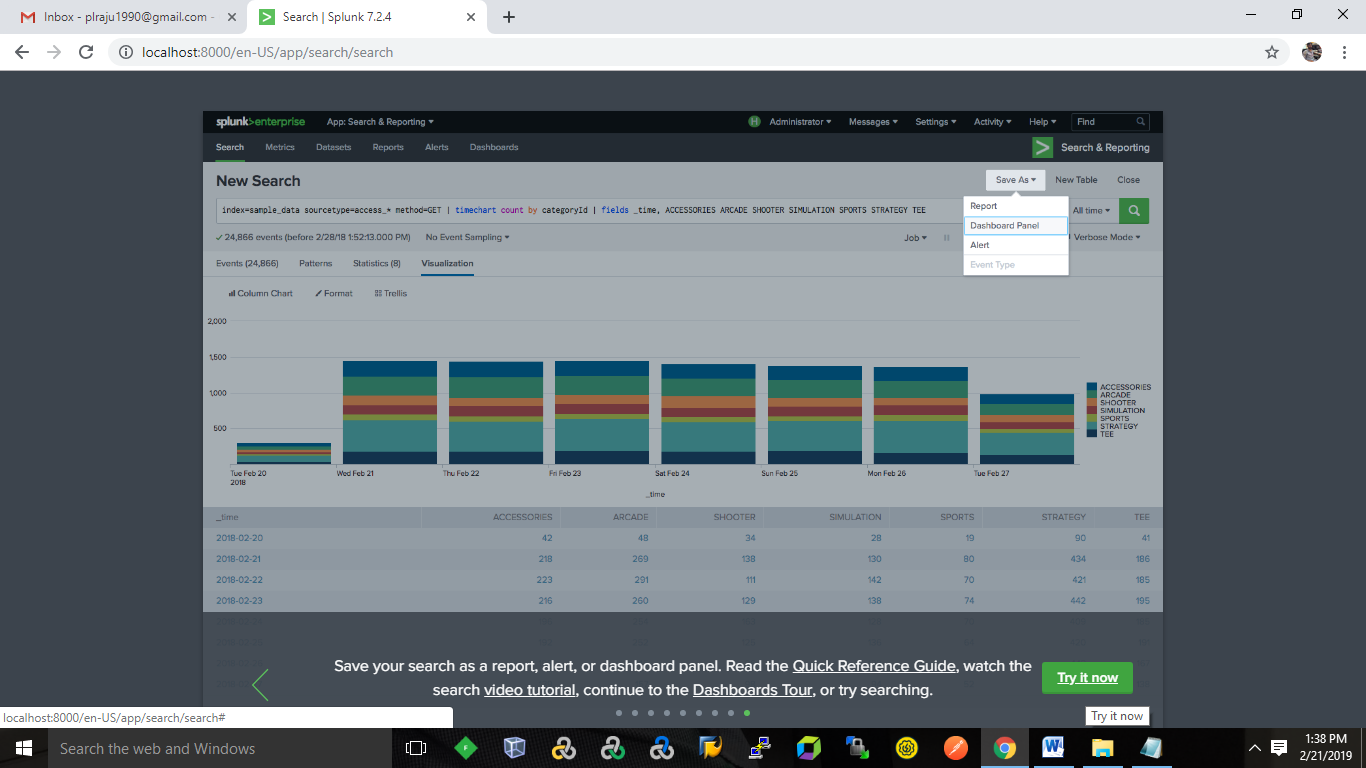 Inbox - plraju1990@gmail.com -
Search | Splunk 7.2.4
localhost:8000/en-US/app/search/search
splunk>enterprise App: Search & Reporting
H Administrator Messages Settings Activity Help Find
Search Metrics Datasets Reports Alerts Dashboards
Search & Reporting
New Search
Save As New Table Close
Report
Dashboard Panel
Alert
Event Type
index=sample_data sourcetype=access_* method=GET | timechart count by categoryId | fields _time, ACCESSORIES ARCADE SHOOTER SIMULATION SPORTS STRATEGY TEE
All time
24,866 events (before 2/28/18 1:52:13.000 PM) No Event Sampling
Job Verbose Mode
Events (24,866) Patterns Statistics (8) Visualization
Column Chart Format Trellis
2,000
1,500
1,000
500
ACCESSORIES
ARCADE
SHOOTER
SIMULATION
SPORTS
STRATEGY
TEE
Tue Feb 20 Wed Feb 21 Thu Feb 22 Fri Feb 23 Sat Feb 24 Sun Feb 25 Mon Feb 26 Tue Feb 27
2018
_time
_time ACCESSORIES ARCADE SHOOTER SIMULATION SPORTS STRATEGY TEE
2018-02-20 42 48 34 28 19 90 41
2018-02-21 218 269 138 130 80 434 186
2018-02-22 223 291 111 142 70 421 185
2018-02-23 216 260 129 138 74 442 195
Save your search as a report, alert, or dashboard panel. Read the Quick Reference Guide, watch the
search video tutorial, continue to the Dashboards Tour, or try searching.
Try it now
localhost:8000/en-US/app/search/search#
Try it now
Search the web and Windows
1:38 PM
2/21/2019